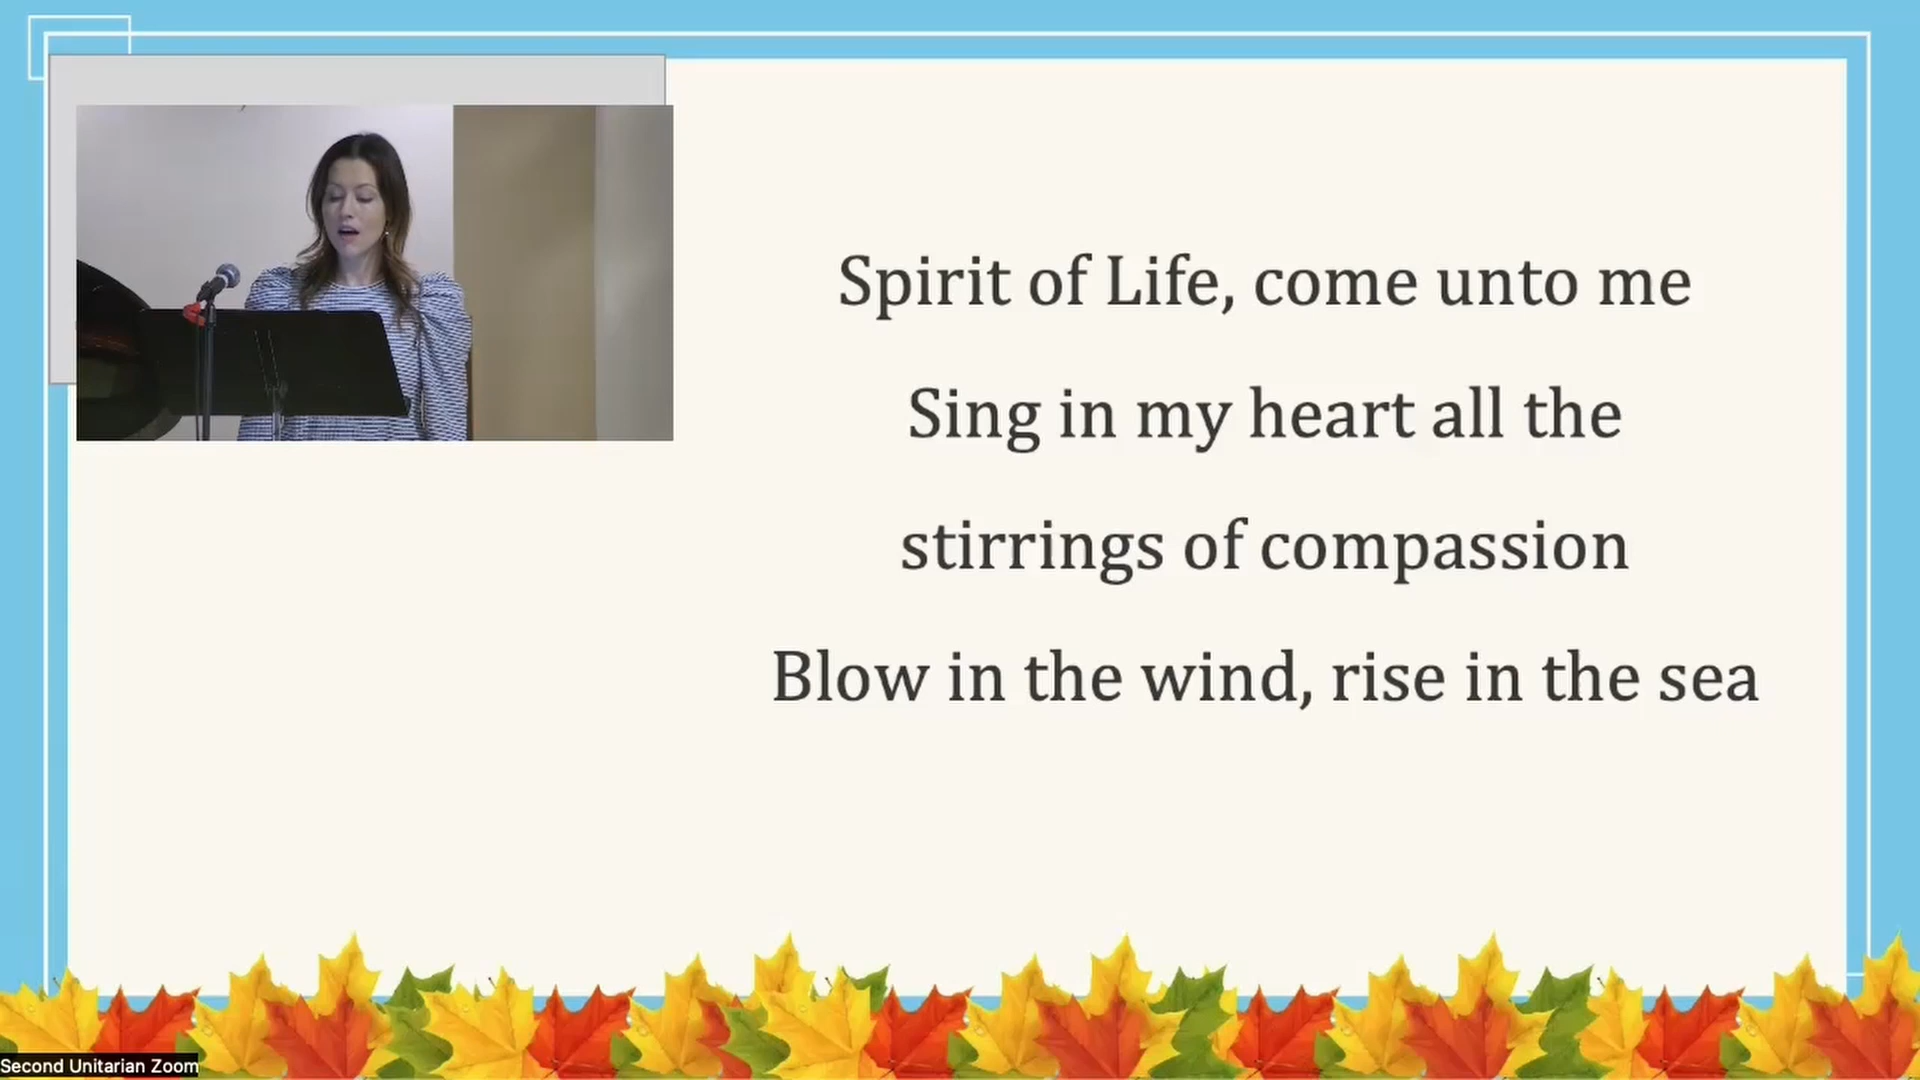 Spirit of Life, come unto me
Sing in my heart all the
stirrings of compassion
Blow in the wind, rise in the sea
Second Unitarian Zoom